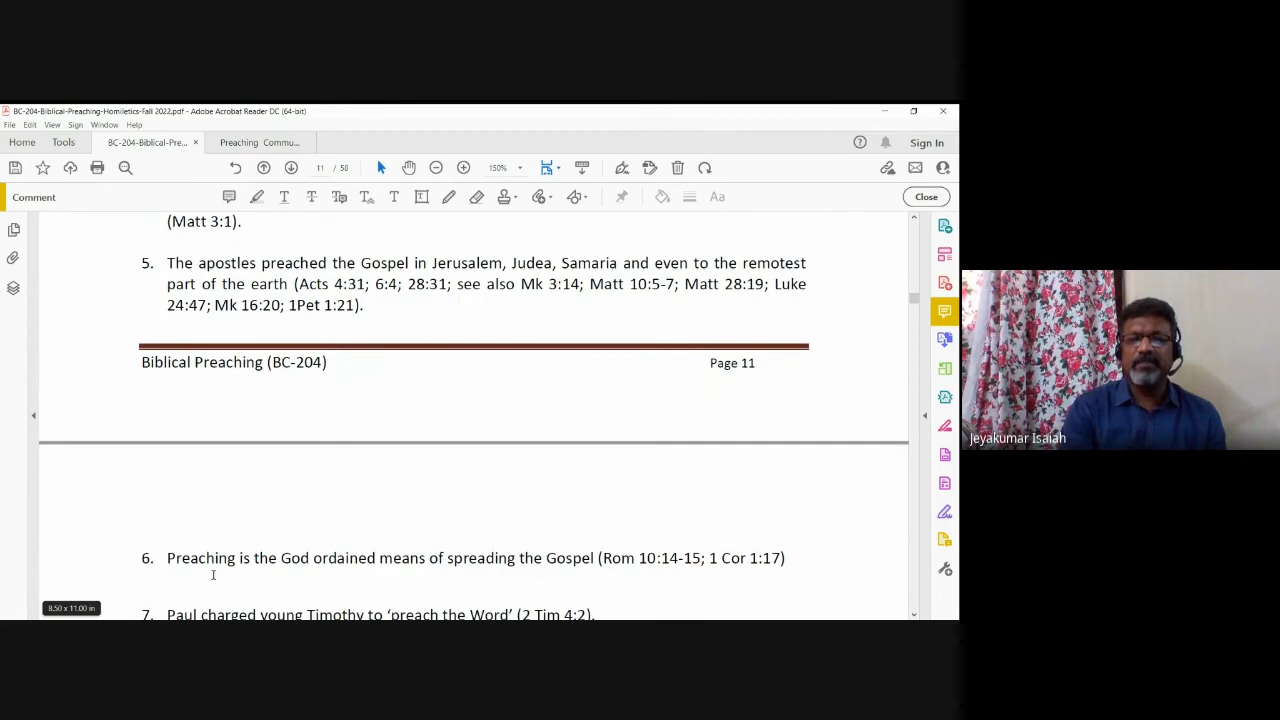 BC-204-Biblical-Preaching-Homiletics-Fall 2022.pdf - Adobe Acrobat Reader DC (64-bit)
File Edit View Sign Window Help
Home Tools BC-204-Biblical-Pre... × Preaching Commu... Sign In
11 / 58 150%
Comment Aa Close
(Matt 3:1).
5. The apostles preached the Gospel in Jerusalem, Judea, Samaria and even to the remotest
part of the earth (Acts 4:31; 6:4; 28:31; see also Mk 3:14; Matt 10:5-7; Matt 28:19; Luke
24:47; Mk 16:20; 1Pet 1:21).
Biblical Preaching (BC-204) Page 11
6. Preaching is the God ordained means of spreading the Gospel (Rom 10:14-15; 1 Cor 1:17)
8.50 x 11.00 in
7. Paul charged young Timothy to ‘preach the Word’ (2 Tim 4:2).
Jeyakumar Isaiah